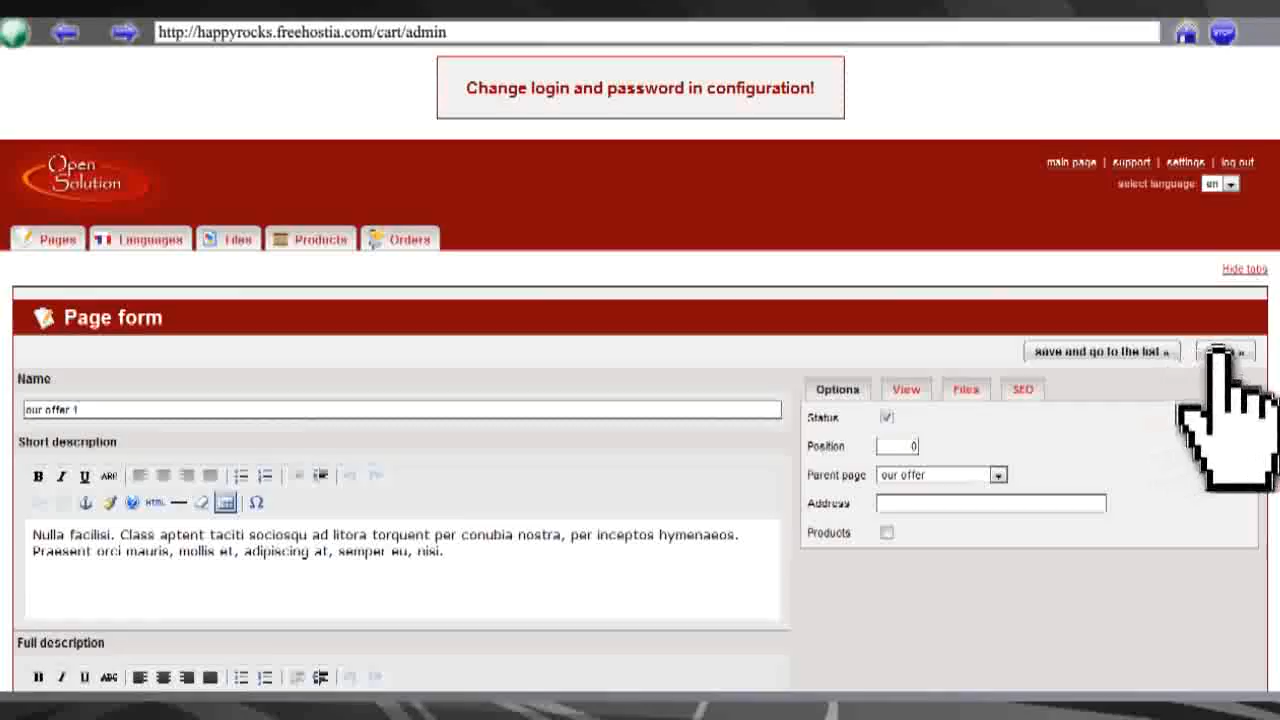 http://happyrocks.freehostia.com/cart/admin
STOP
Change login and password in configuration!
Open
Solution
main page | support | settings | log out
select language: en
Pages Languages Files Products Orders
Hide tabs
Page form
save and go to the list »
»
Name
our offer 1
Short description
B I U ABC
HTML Ω
Nulla facilisi. Class aptent taciti sociosqu ad litora torquent per conubia nostra, per inceptos hymenaeos.
Praesent orci mauris, mollis et, adipiscing at, semper eu, nisi.
Options View Files SEO
Status
Position 0
Parent page our offer
Address
Products
Full description
B I U ABC